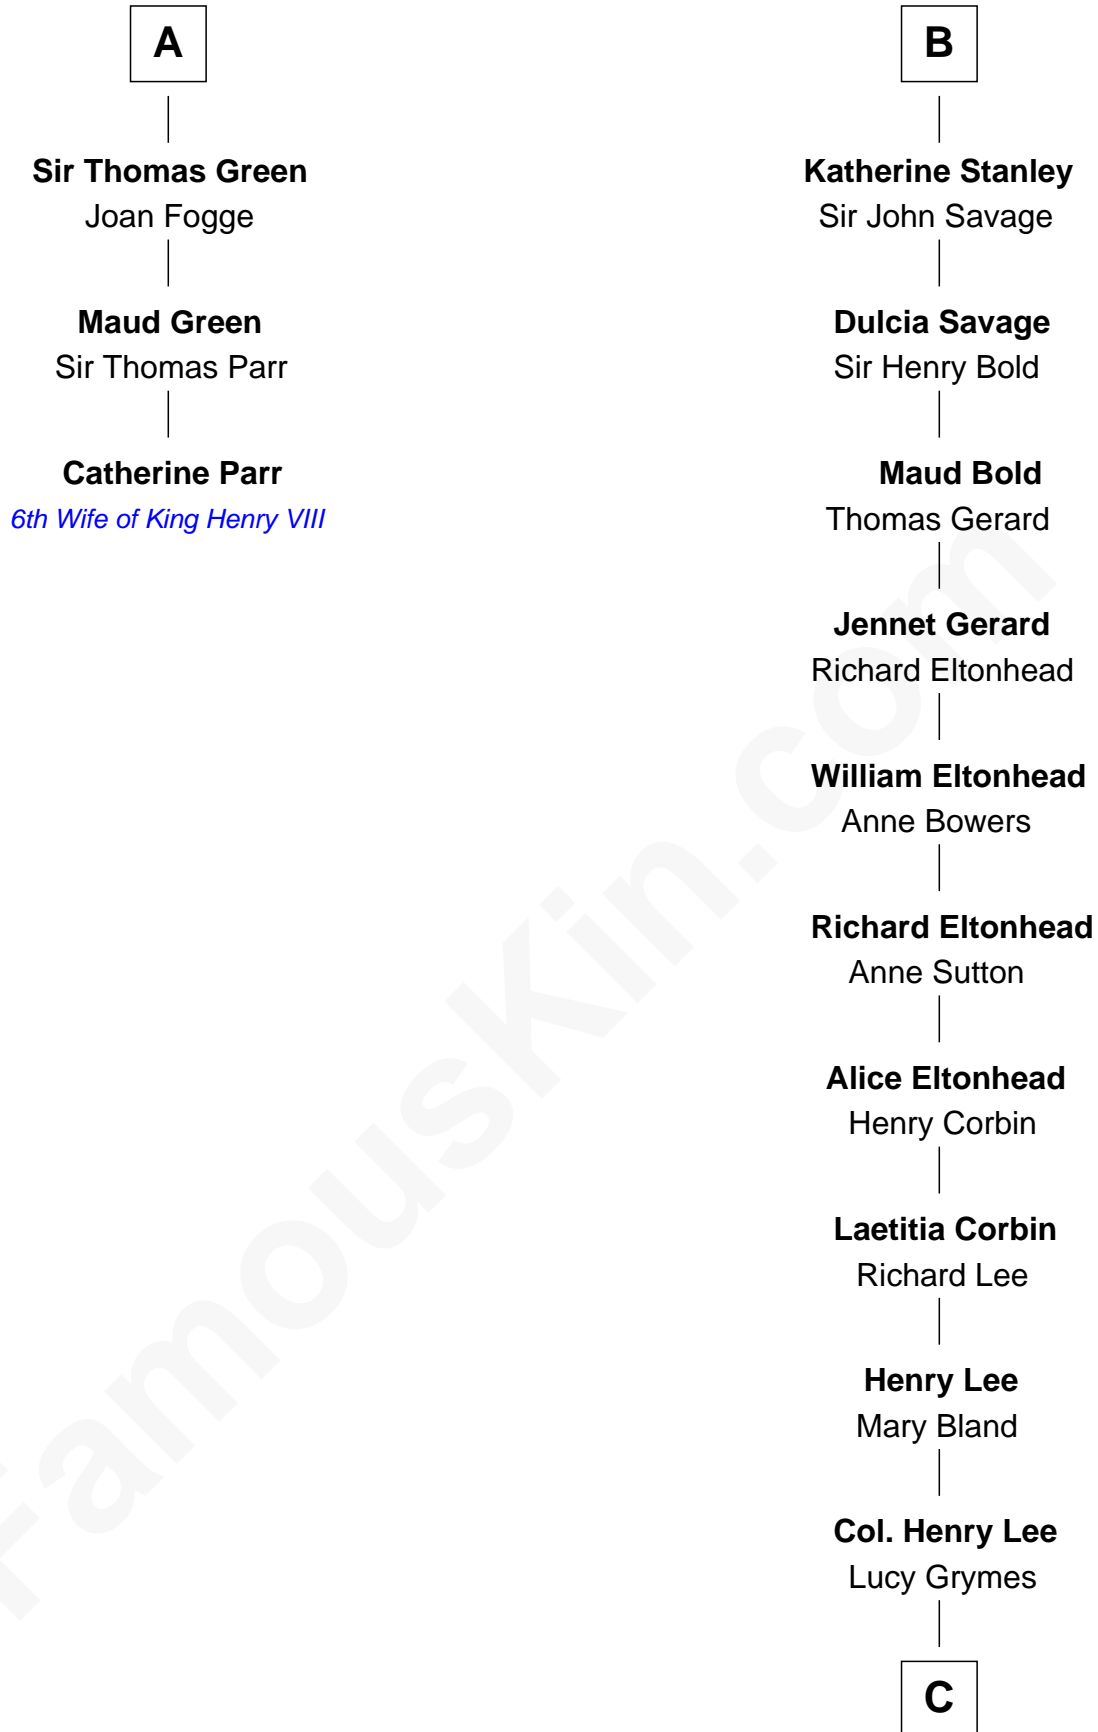 A
Sir Thomas Green
Joan Fogge
Maud Green
Sir Thomas Parr
Catherine Parr
6th Wife of King Henry VIII
B
Katherine Stanley
Sir John Savage
Dulcia Savage
Sir Henry Bold
Maud Bold
Thomas Gerard
Jennet Gerard
Richard Eltonhead
William Eltonhead
Anne Bowers
Richard Eltonhead
Anne Sutton
Alice Eltonhead
Henry Corbin
Laetitia Corbin
Richard Lee
Henry Lee
Mary Bland
Col. Henry Lee
Lucy Grymes
C
FamousKin.com